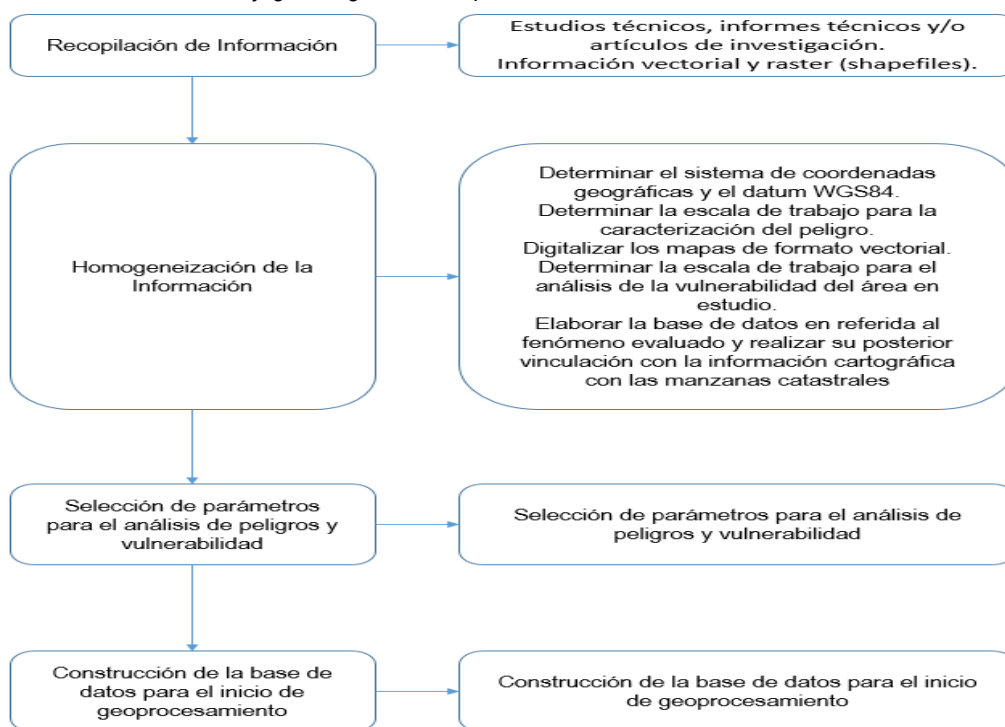 Recopilación de Información
Estudios técnicos, informes técnicos y/o
artículos de investigación.
Información vectorial y raster (shapefiles).
Homogeneización de la
Información
Determinar el sistema de coordenadas
geográficas y el datum WGS84.
Determinar la escala de trabajo para la
caracterización del peligro.
Digitalizar los mapas de formato vectorial.
Determinar la escala de trabajo para el
análisis de la vulnerabilidad del área en
estudio.
Elaborar la base de datos en referida al
fenómeno evaluado y realizar su posterior
vinculación con la información cartográfica
con las manzanas catastrales
Selección de parámetros
para el análisis de peligros y
vulnerabilidad
Selección de parámetros para el análisis de
peligros y vulnerabilidad
Construcción de la base de
datos para el inicio de
geoprocesamiento
Construcción de la base de datos para el inicio
de geoprocesamiento